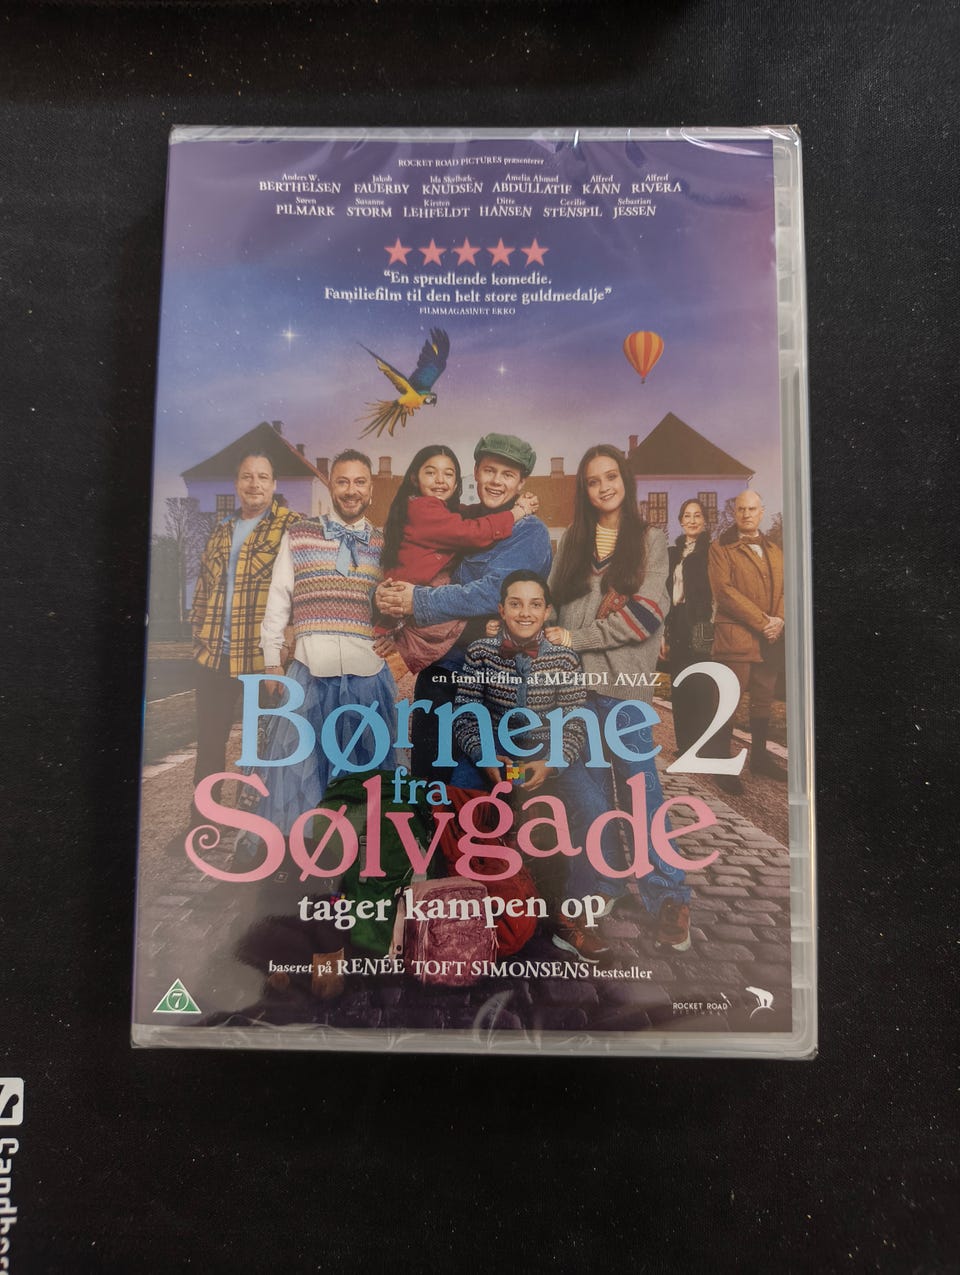 ROCKET ROAD PICTURES præsenterer
Anders W. BERTHELSEN Jakob FAUERBY Ida Skelbæk- KNUDSEN Amelia Ahmad ABDULLATIF Alfred KANN Alfred RIVERA
Søren PILMARK Susanne STORM Kirsten LEHFELDT Ditte HANSEN Cecilie STENSPIL Sebastian JESSEN
"En sprudlende komedie.
Familiefilm til den helt store guldmedalje"
FILMMAGASINET EKKO
en familiefilm af MEHDI AVAZ
Børnene 2
fra
Sølvgade
tager kampen op
baseret på RENÉE TOFT SIMONSENS bestseller
7
ROCKET ROAD
PICTURES